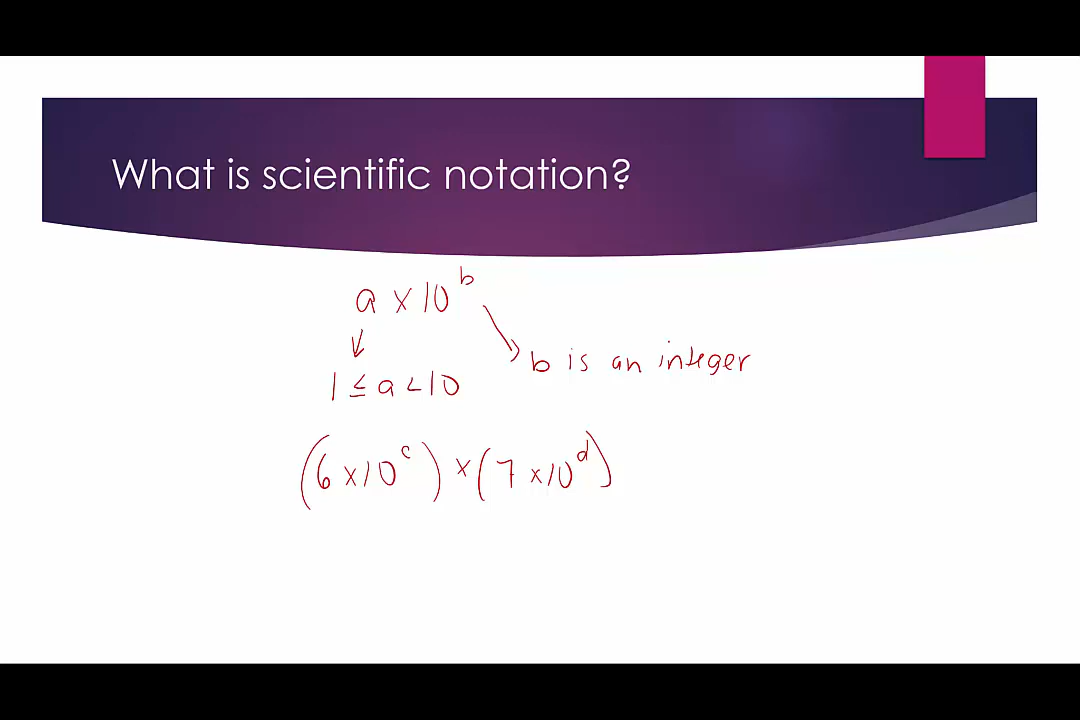 What is scientific notation?
a × 10^b
b is an integer
1 ≤ a < 10
(6 × 10^c) × (7 × 10^d)